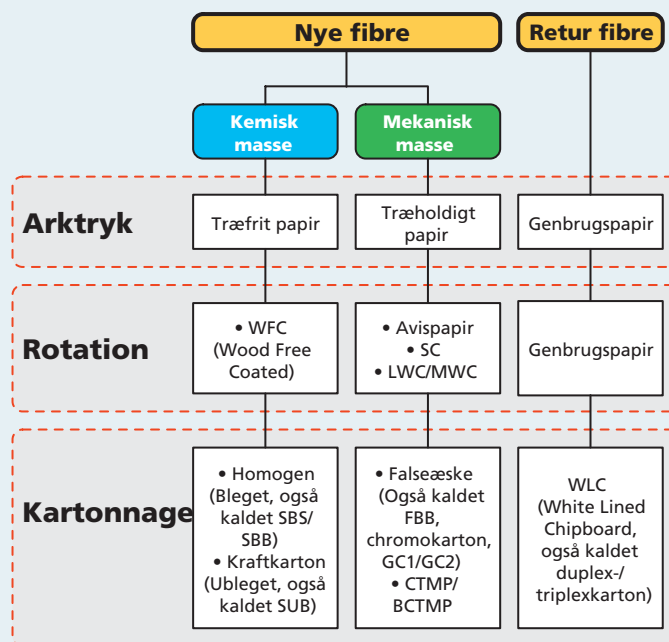 Nye fibre
Retur fibre
Kemisk
masse
Mekanisk
masse
Arktryk
Træfrit papir
Træholdigt
papir
Genbrugspapir
Rotation
• WFC
(Wood Free
Coated)
• Avispapir
• SC
• LWC/MWC
Genbrugspapir
Kartonnage
• Homogen
(Bleget, også
kaldet SBS/
SBB)
• Kraftkarton
(Ubleget, også
kaldet SUB)
• Falseæske
(Også kaldet
FBB,
chromokarton,
GC1/GC2)
• CTMP/
BCTMP
WLC
(White Lined
Chipboard,
også kaldet
duplex-/
triplexkarton)